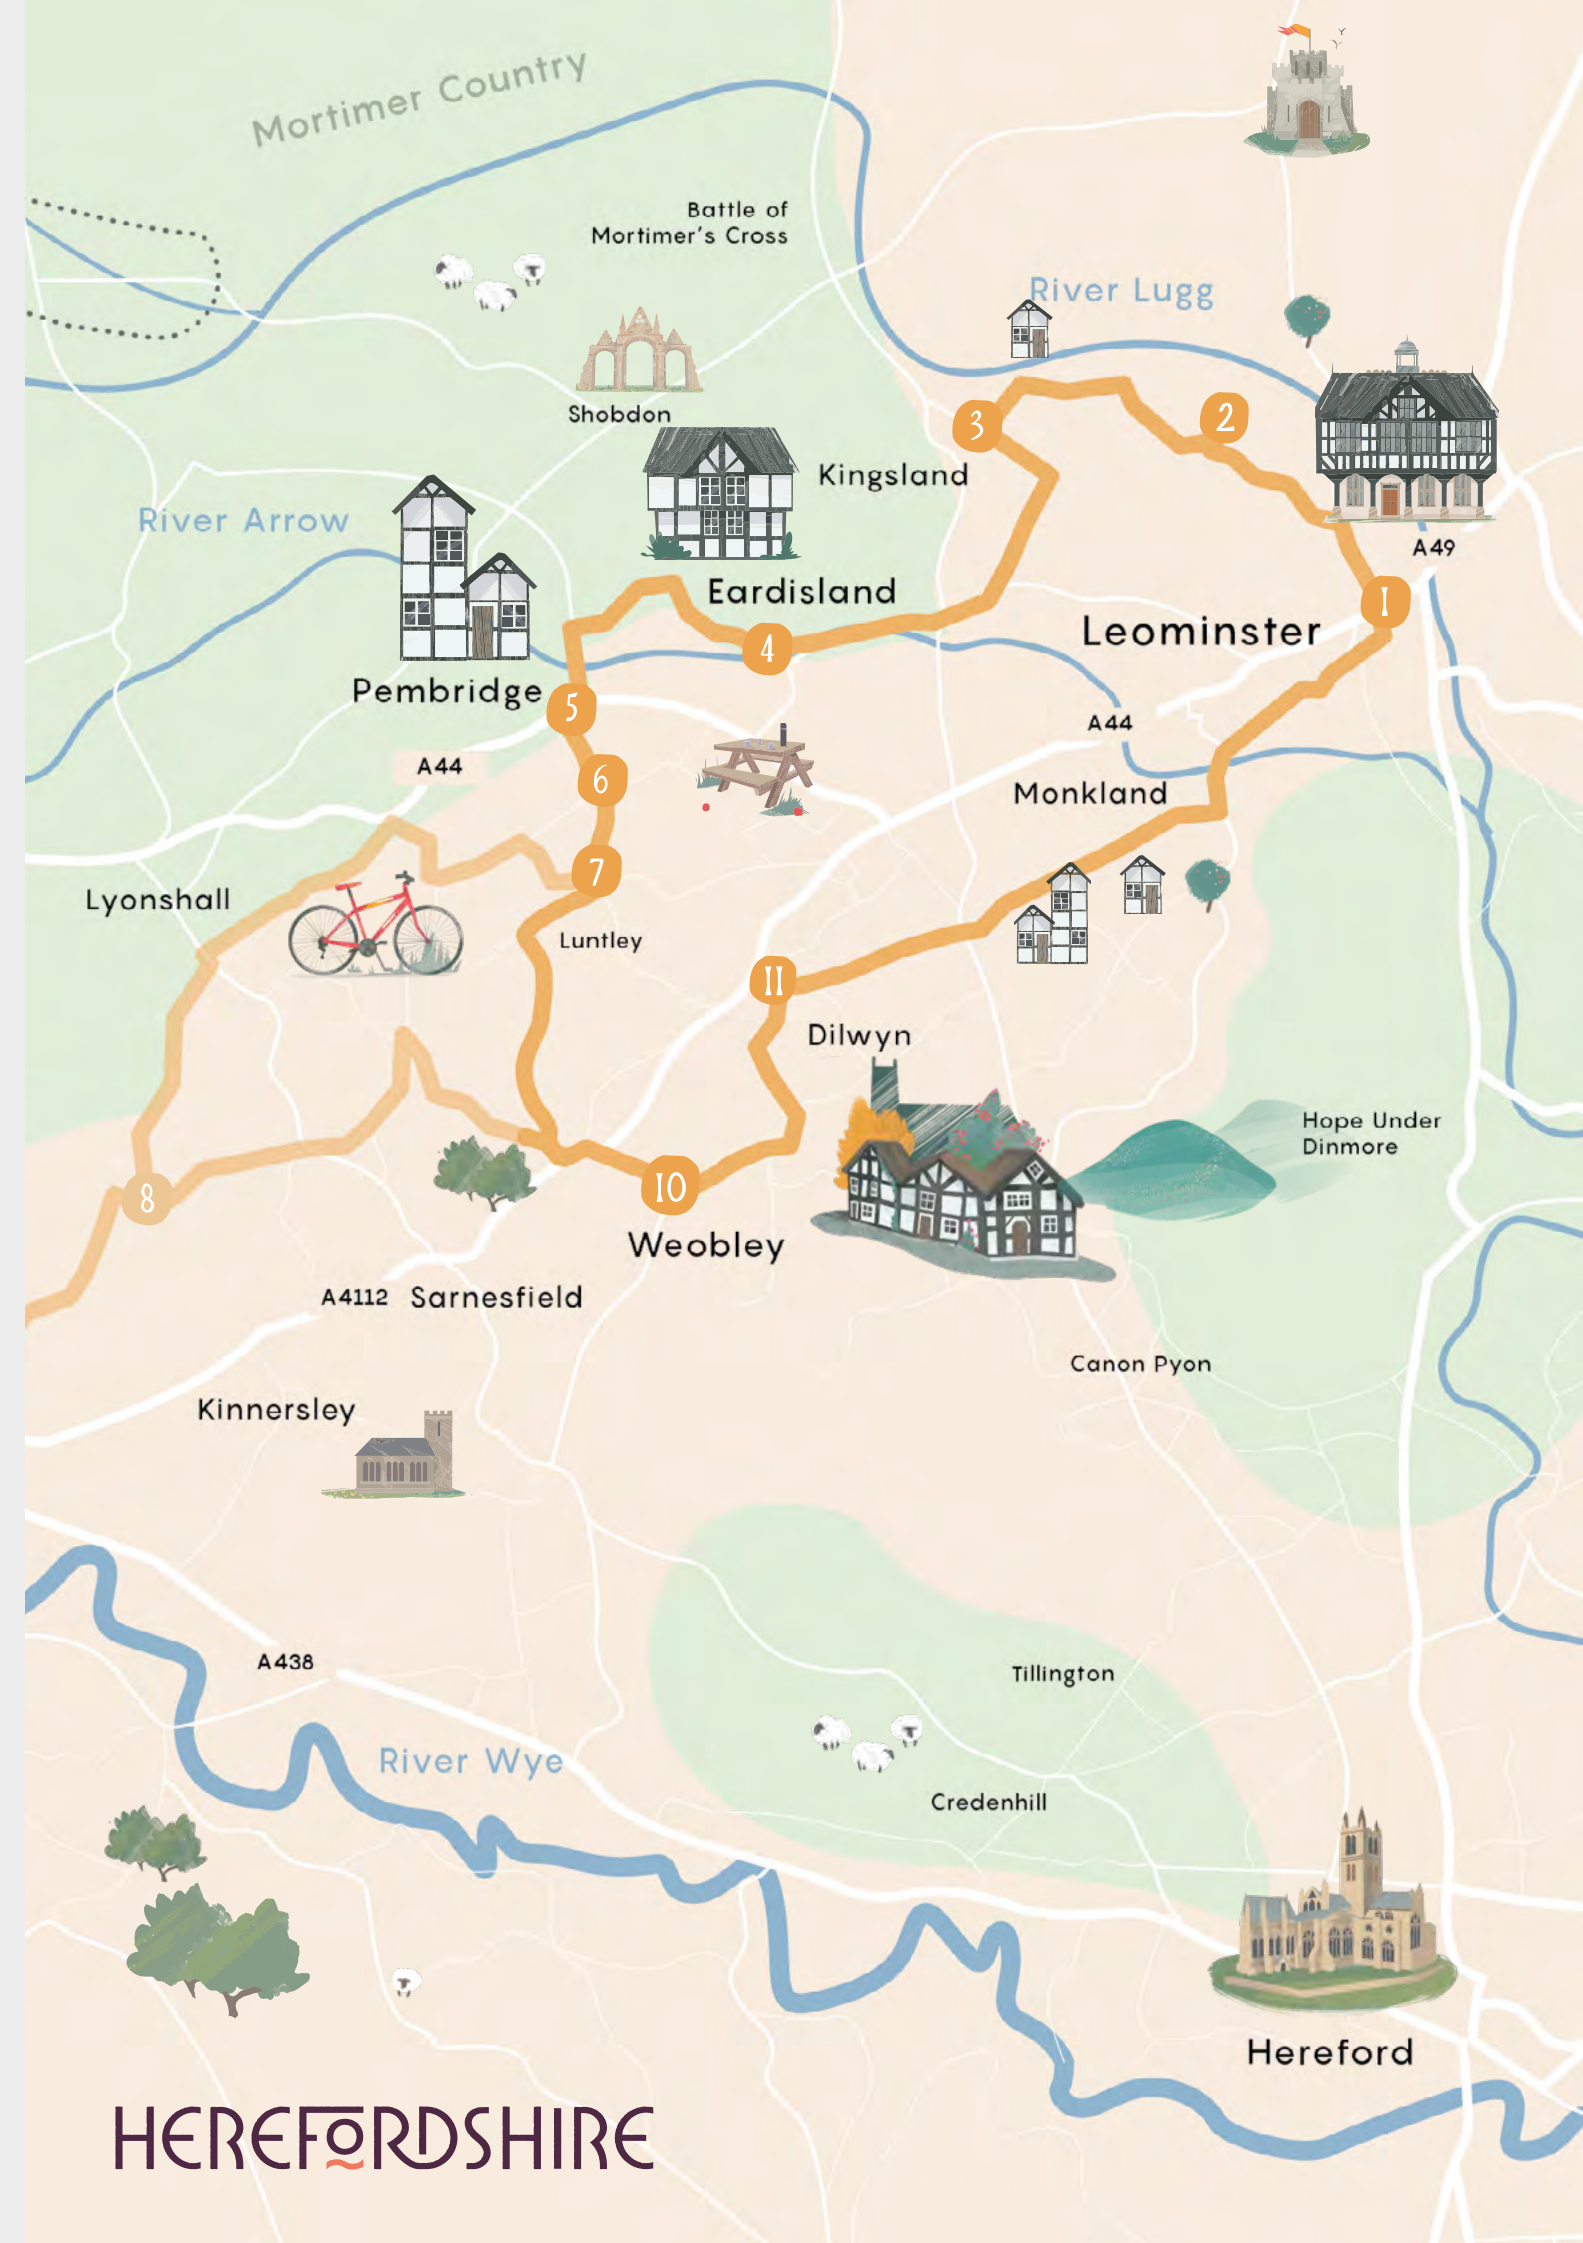 Mortimer Country
Battle of
Mortimer's Cross
River Lugg
Shobdon
2
3
Kingsland
River Arrow
A49
Eardisland
1
Leominster
4
Pembridge
5
A44
A44
6
Monkland
7
Lyonshall
Luntley
11
Dilwyn
Hope Under
Dinmore
8
10
Weobley
A4112 Sarnesfield
Canon Pyon
Kinnersley
A438
Tillington
River Wye
Credenhill
Hereford
HEREFORDSHIRE